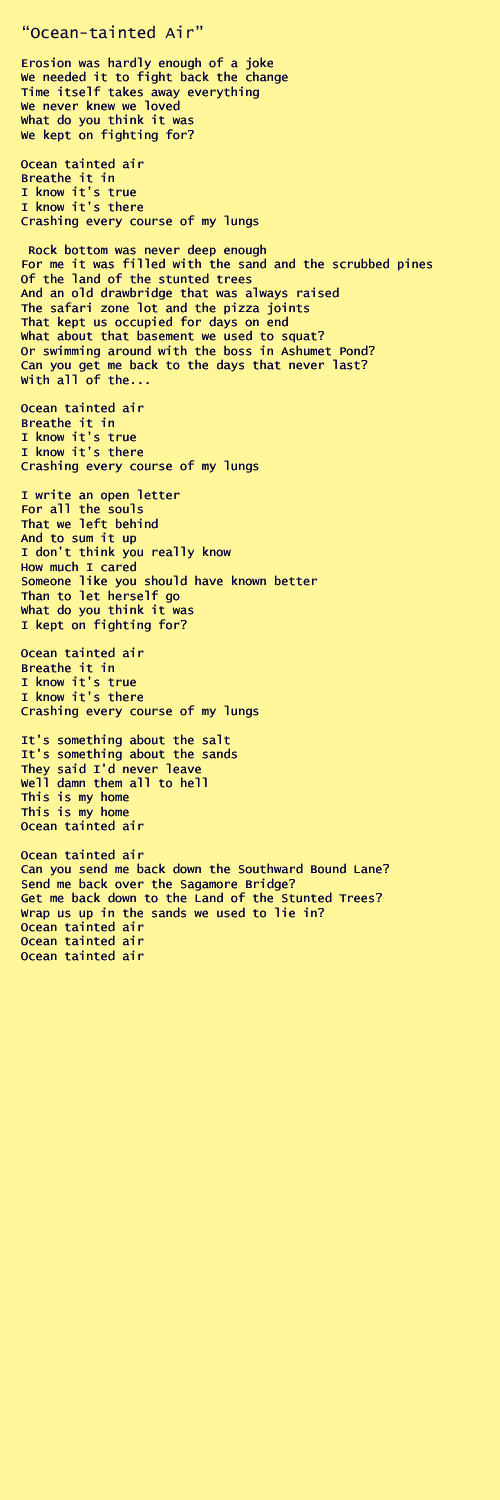 “Ocean-tainted Air”

Erosion was hardly enough of a joke
We needed it to fight back the change
Time itself takes away everything
We never knew we loved
What do you think it was
We kept on fighting for?

Ocean tainted air
Breathe it in
I know it's true
I know it's there
Crashing every course of my lungs

Rock bottom was never deep enough
For me it was filled with the sand and the scrubbed pines
Of the land of the stunted trees
And an old drawbridge that was always raised
The safari zone lot and the pizza joints
That kept us occupied for days on end
What about that basement we used to squat?
Or swimming around with the boss in Ashumet Pond?
Can you get me back to the days that never last?
With all of the...

Ocean tainted air
Breathe it in
I know it's true
I know it's there
Crashing every course of my lungs

I write an open letter
For all the souls
That we left behind
And to sum it up
I don't think you really know
How much I cared
Someone like you should have known better
Than to let herself go
What do you think it was
I kept on fighting for?

Ocean tainted air
Breathe it in
I know it's true
I know it's there
Crashing every course of my lungs

It's something about the salt
It's something about the sands
They said I'd never leave
Well damn them all to hell
This is my home
This is my home
Ocean tainted air

Ocean tainted air
Can you send me back down the Southward Bound Lane?
Send me back over the Sagamore Bridge?
Get me back down to the Land of the Stunted Trees?
Wrap us up in the sands we used to lie in?
Ocean tainted air
Ocean tainted air
Ocean tainted air